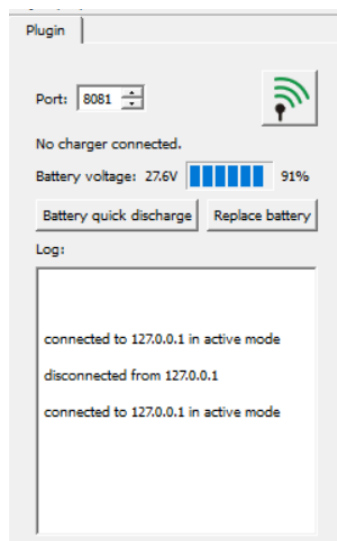 Plugin
Port: 8081
No charger connected.
Battery voltage: 27.6V 91%
Battery quick discharge Replace battery
Log:
connected to 127.0.0.1 in active mode
disconnected from 127.0.0.1
connected to 127.0.0.1 in active mode